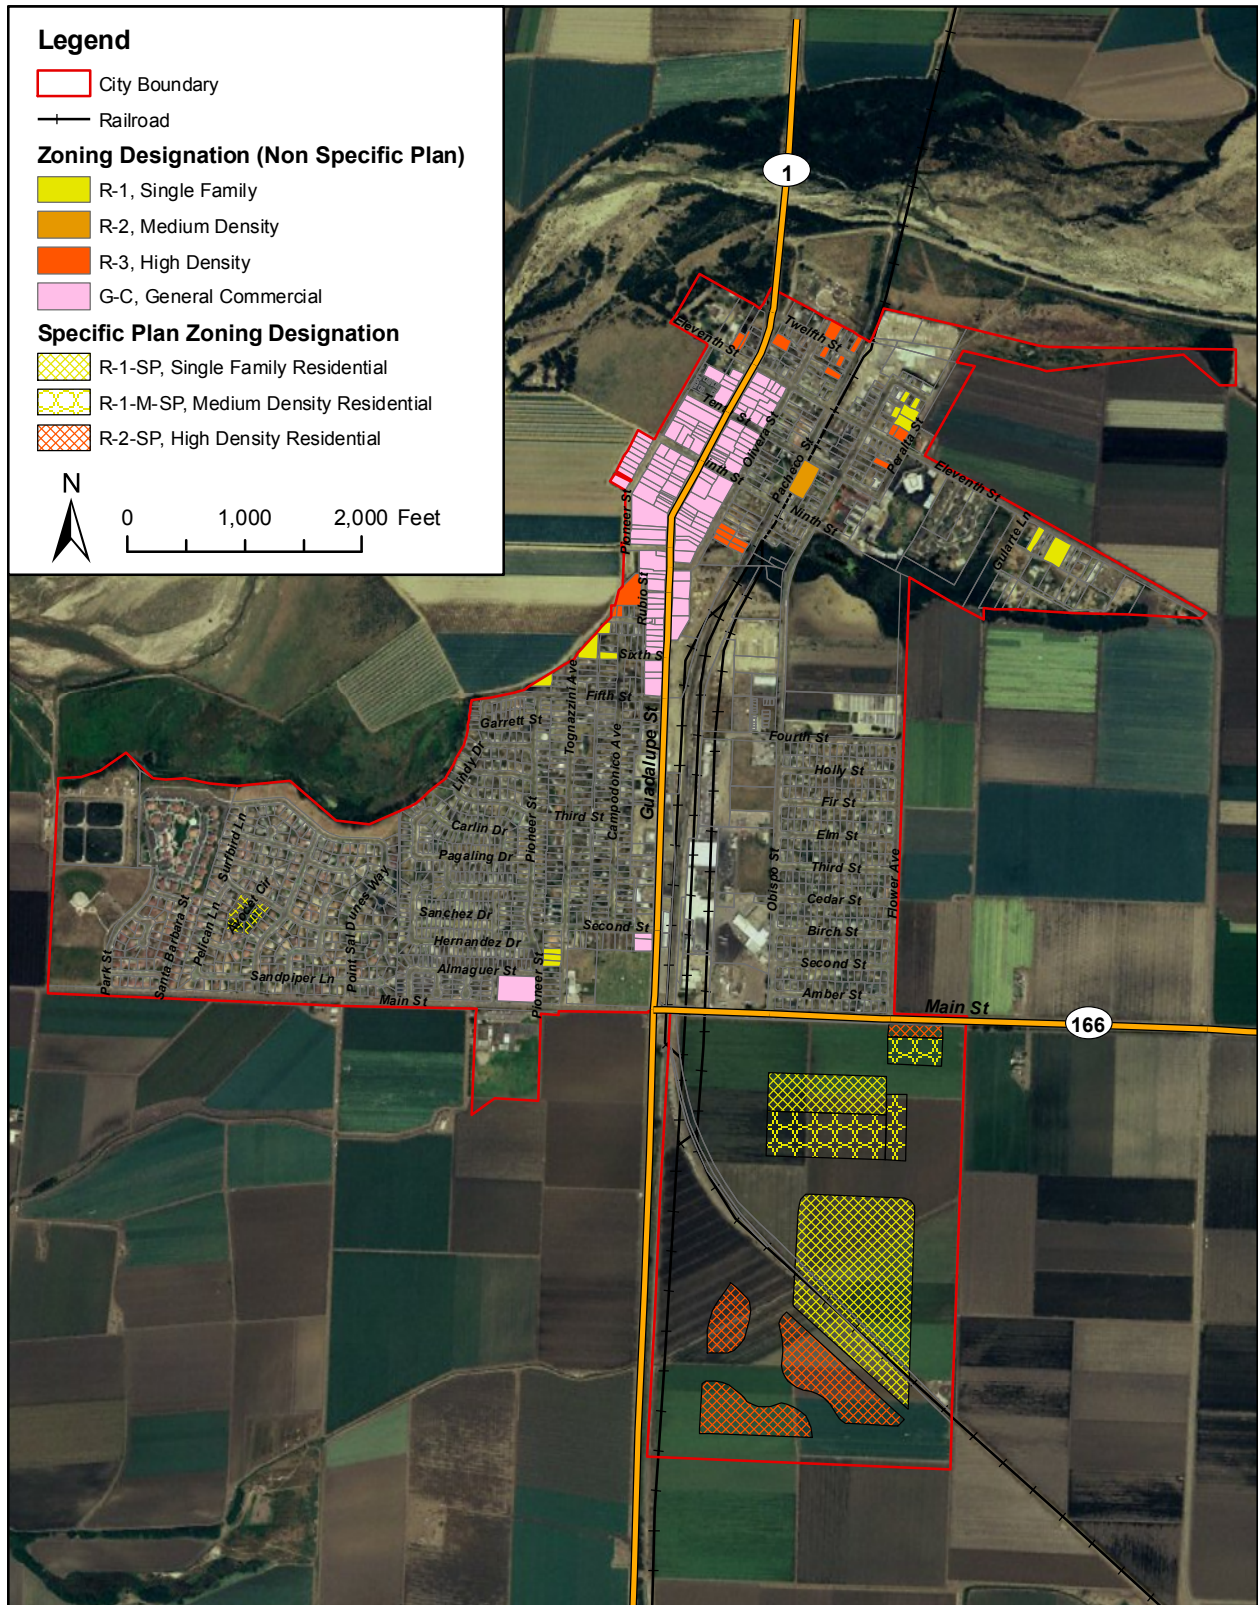 Legend
City Boundary
Railroad
Zoning Designation (Non Specific Plan)
R-1, Single Family
R-2, Medium Density
R-3, High Density
G-C, General Commercial
Specific Plan Zoning Designation
R-1-SP, Single Family Residential
R-1-M-SP, Medium Density Residential
R-2-SP, High Density Residential
N
0 1,000 2,000 Feet
1
Twelfth St
Eleventh St
Tenth St
Olivera St
Peralta St
Pacheco St
inth St
Eleventh St
Pioneer St
Ninth St
Gularte Ln
Rubio St
Sixth S
Tognazzini Ave
Fifth St
Garrett St
Guadalupe St
Campodonico Ave
Lindy Dr
Fourth St
Holly St
Fir St
Elm St
Third St
Cedar St
Birch St
Second St
Amber St
Obispo St
Flower Ave
Third St
Pioneer St
Carlin Dr
Pagaling Dr
Surfbird Ln
Point Sal Dunes Way
Santa Barbara St
Pelican Ln
Sanchez Dr
Second St
Hernandez Dr
Almaguer St
Sandpiper Ln
Park St
Pioneer St
Main St
Main St
166